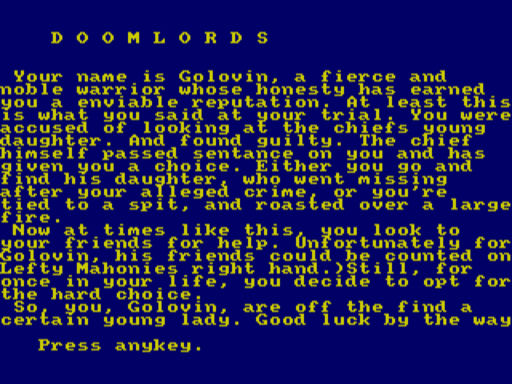 D O O M L O R D S
Your name is Golovin, a fierce and
noble warrior whose honesty has earned
you a enviable reputation. At least this
is what you said at your trial. You were
accused of looking at the chiefs young
daughter. And found guilty. The chief
himself passed sentance on you and has
given you a choice. Either you go and
find his daughter, who went missing
after your alleged crime, or you're
tied to a spit, and roasted over a large
fire.
Now at times like this, you look to
your friends for help. Unfortunately for
Golovin, his friends could be counted on
Lefty Mahonies right hand.)Still, for
once in your life, you decide to opt for
the hard choice.
So, you, Golovin, are off the find a
certain young lady. Good luck by the way
Press anykey.